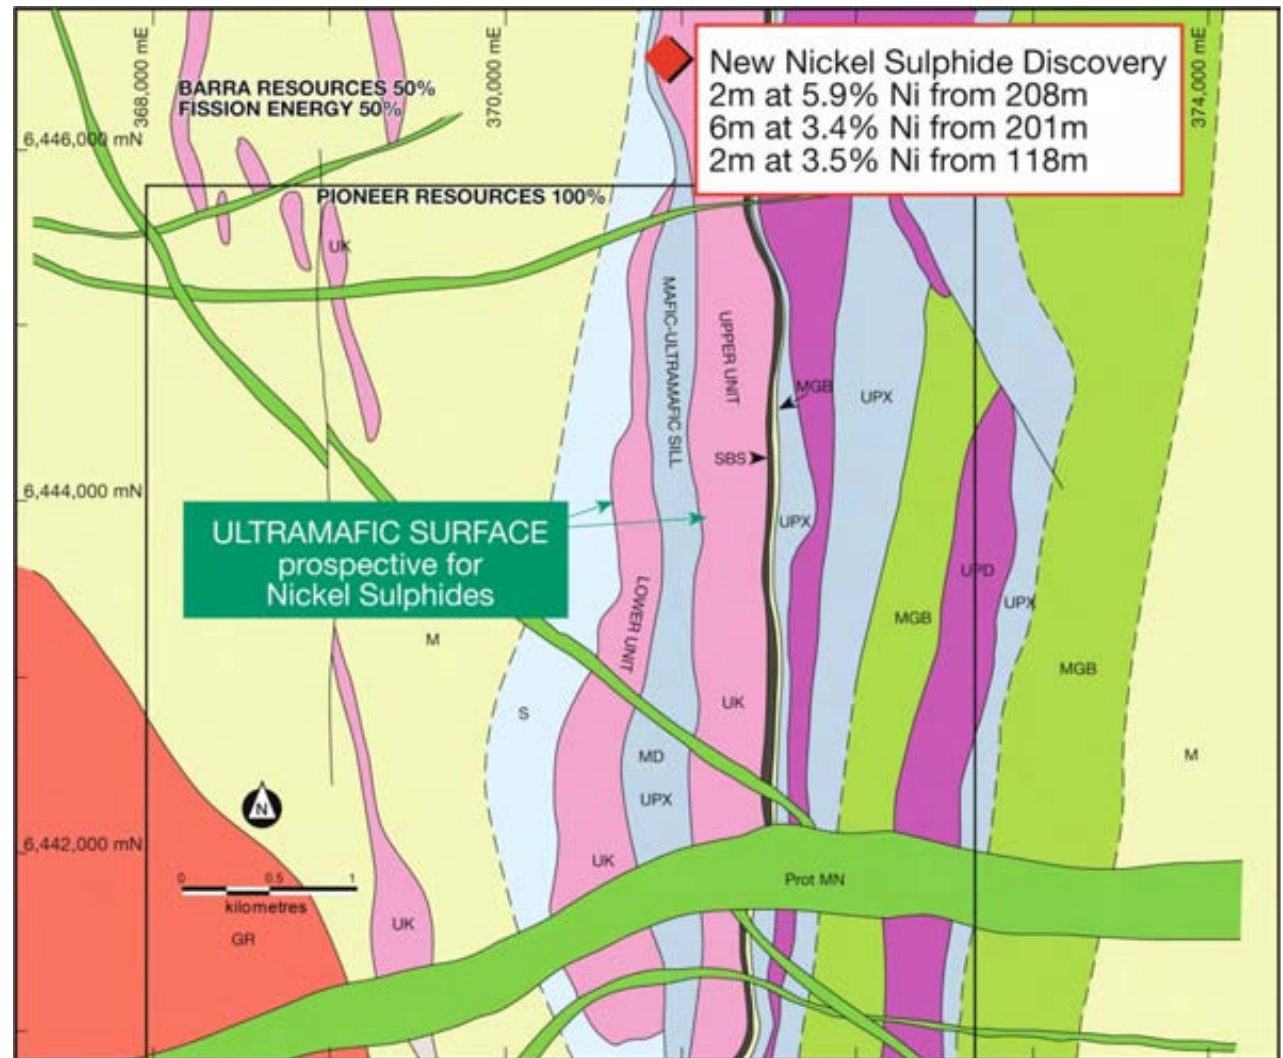 368,000 mE
370,000 mE
374,000 mE
New Nickel Sulphide Discovery
2m at 5.9% Ni from 208m
6m at 3.4% Ni from 201m
2m at 3.5% Ni from 118m
BARRA RESOURCES 50%
FISSION ENERGY 50%
6,446,000 mN
PIONEER RESOURCES 100%
UK
MAFIC-ULTRAMAFIC SILL
UPPER UNIT
MGB
UPX
SBS
6,444,000 mN
ULTRAMAFIC SURFACE
prospective for
Nickel Sulphides
UPX
UPD
UPX
LOWER UNIT
MGB
M
MGB
UK
S
MD
M
UPX
N
6,442,000 mN
UK
Prot MN
0 0.5 1
kilometres
UK
GR